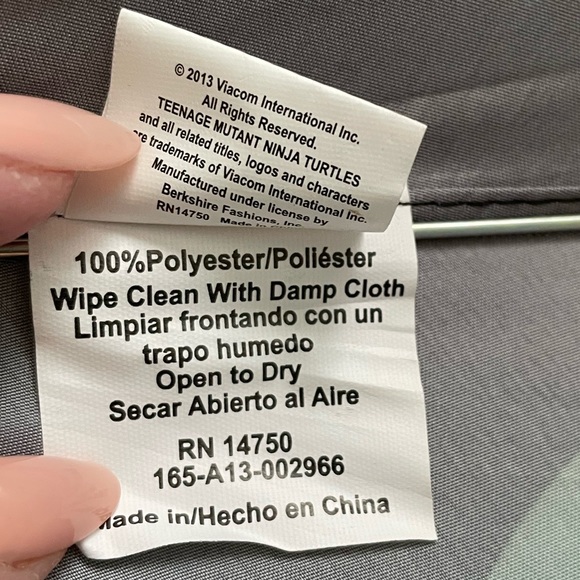 © 2013 Viacom International Inc.
All Rights Reserved.
TEENAGE MUTANT NINJA TURTLES
and all related titles, logos and characters
are trademarks of Viacom International Inc.
Manufactured under license by
Berkshire Fashions, Inc.
RN14750 Made in
100%Polyester/Poliéster
Wipe Clean With Damp Cloth
Limpiar frontando con un
trapo humedo
Open to Dry
Secar Abierto al Aire
RN 14750
165-A13-002966
Made in/Hecho en China